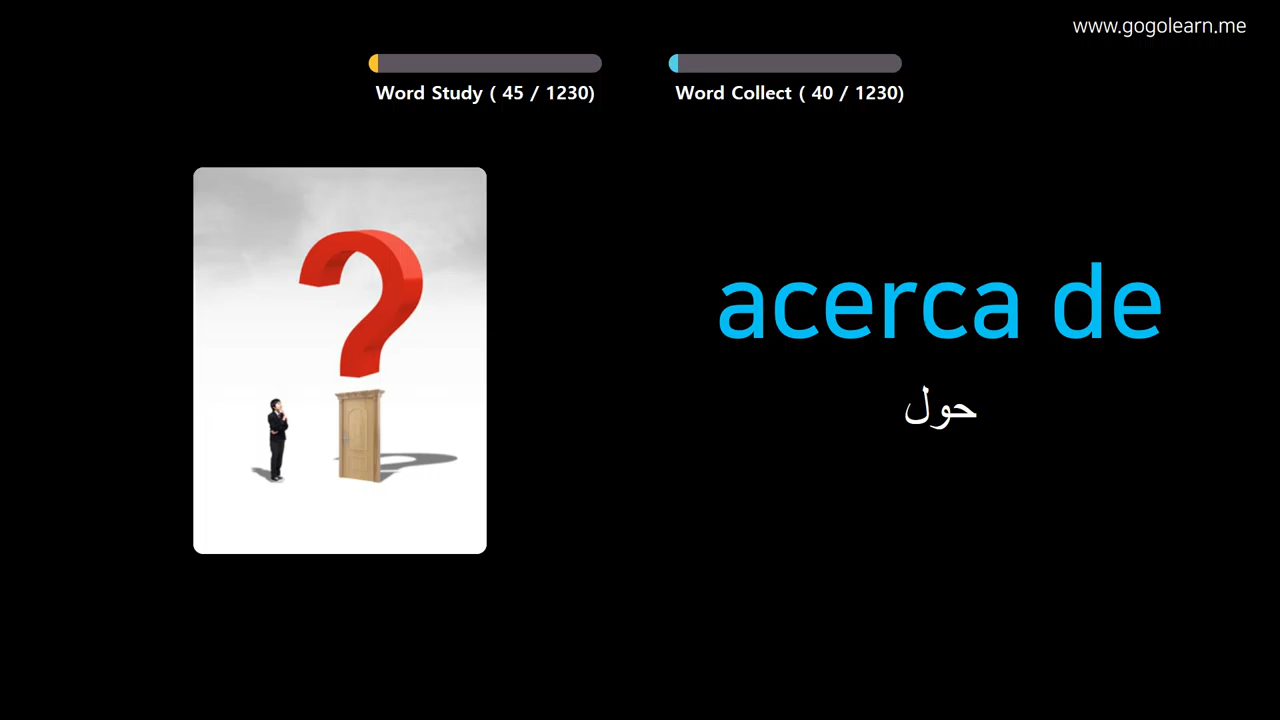 www.gogolearn.me
Word Study ( 45 / 1230)
Word Collect ( 40 / 1230)
acerca de
حول